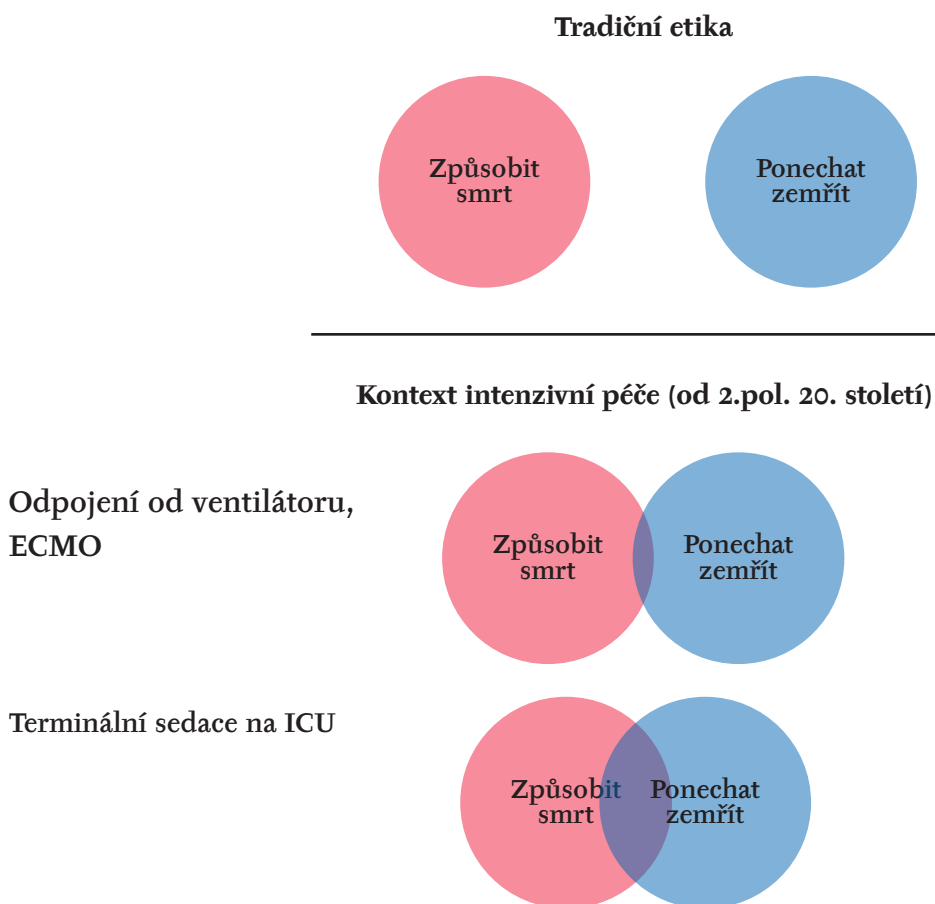 Tradiční etika
Způsobit
smrt
Ponechat
zemřít
Kontext intenzivní péče (od 2.pol. 20. století)
Odpojení od ventilátoru,
ECMO
Způsobit
smrt
Ponechat
zemřít
Terminální sedace na ICU
Způsobit
smrt
Ponechat
zemřít